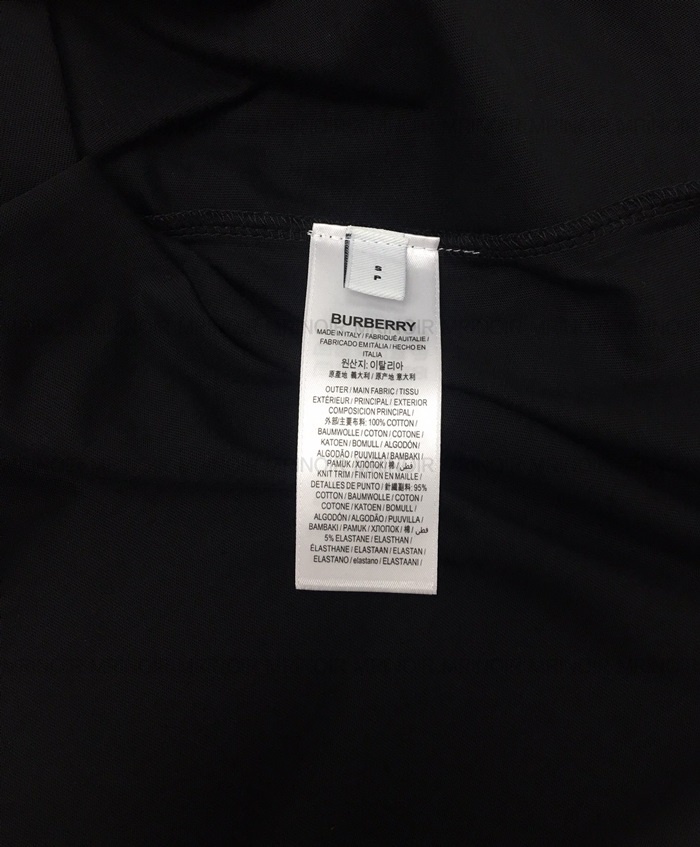 BURBERRY
MADE IN ITALY / FABRIQUÉ AUITALIE /
FABRICADO EM ITÁLIA / HECHO EN
ITALIA
원산지: 이탈리아
原產地 義大利 / 原产地 意大利
OUTER / MAIN FABRIC / TISSU
EXTÉRIEUR / PRINCIPAL / EXTERIOR
COMPOSICION PRINCIPAL /
外部/主要布料: 100% COTTON /
BAUMWOLLE / COTON / COTONE /
KATOEN / BOMULL / ALGODÓN /
ALGODÃO / PUUVILLA / BAMBAKI /
PAMUK / ХЛОПОК / 棉 / قطن /
KNIT TRIM / FINITION EN MAILLE /
DETALLES DE PUNTO / 針織副料: 95%
COTTON / BAUMWOLLE / COTON /
COTONE / KATOEN / BOMULL /
ALGODÓN / ALGODÃO / PUUVILLA /
BAMBAKI / PAMUK / ХЛОПОК / 棉 / قطن
5% ELASTANE / ELASTHAN /
ÉLASTHANE / ELASTAAN / ELASTAN /
ELASTANO / elastano / ELASTAANI /